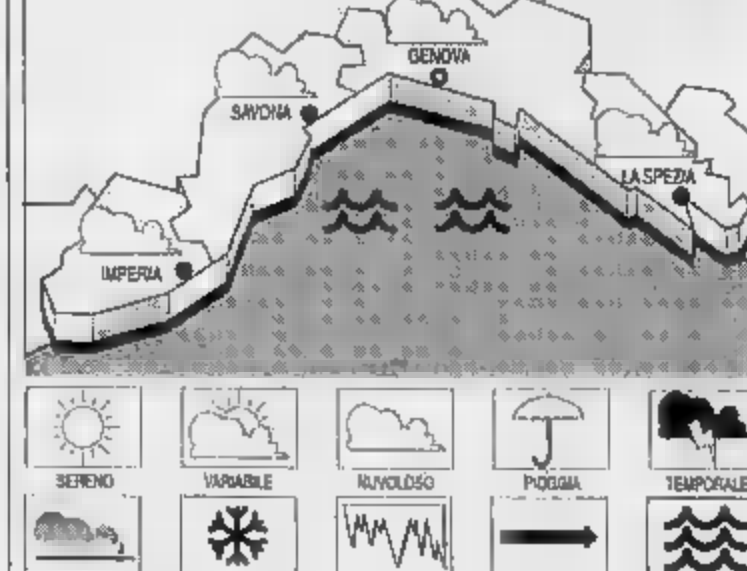 GENOVA
SAVONA
LA SPEZIA
IMPERIA
SERENO VARIABILE NUVOLOSO PIOGGIA TEMPORALE